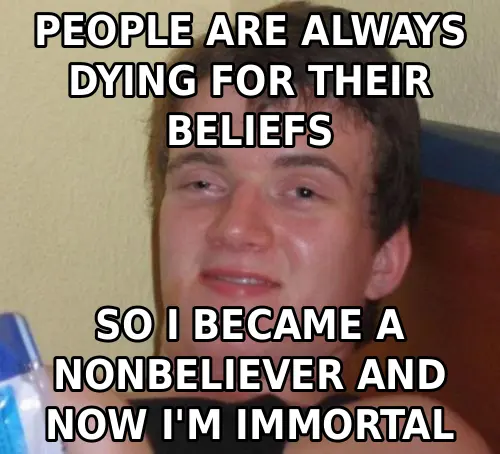 PEOPLE ARE ALWAYS
DYING FOR THEIR
BELIEFS
SO I BECAME A
NONBELIEVER AND
NOW I'M IMMORTAL